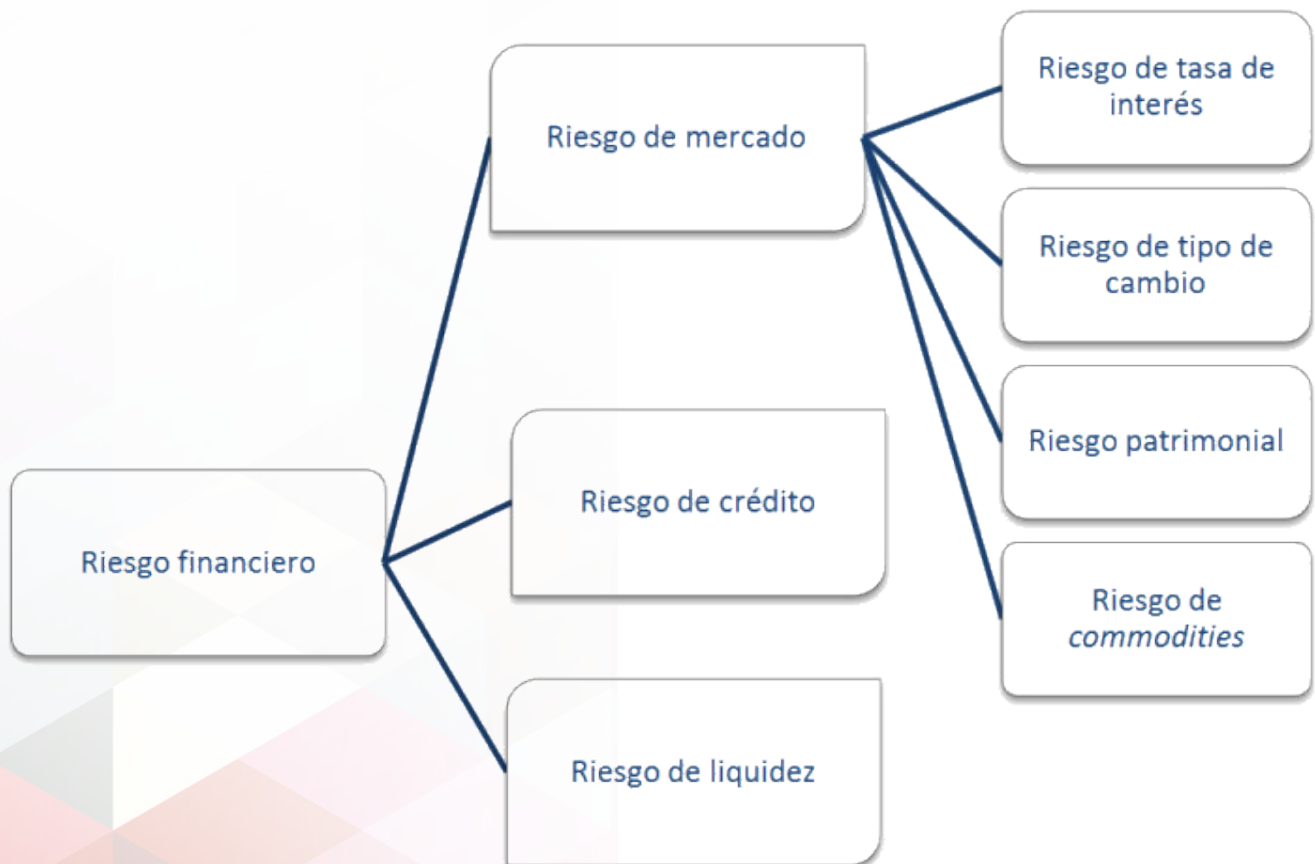 Riesgo financiero
Riesgo de mercado
Riesgo de crédito
Riesgo de liquidez
Riesgo de tasa de
interés
Riesgo de tipo de
cambio
Riesgo patrimonial
Riesgo de
commodities